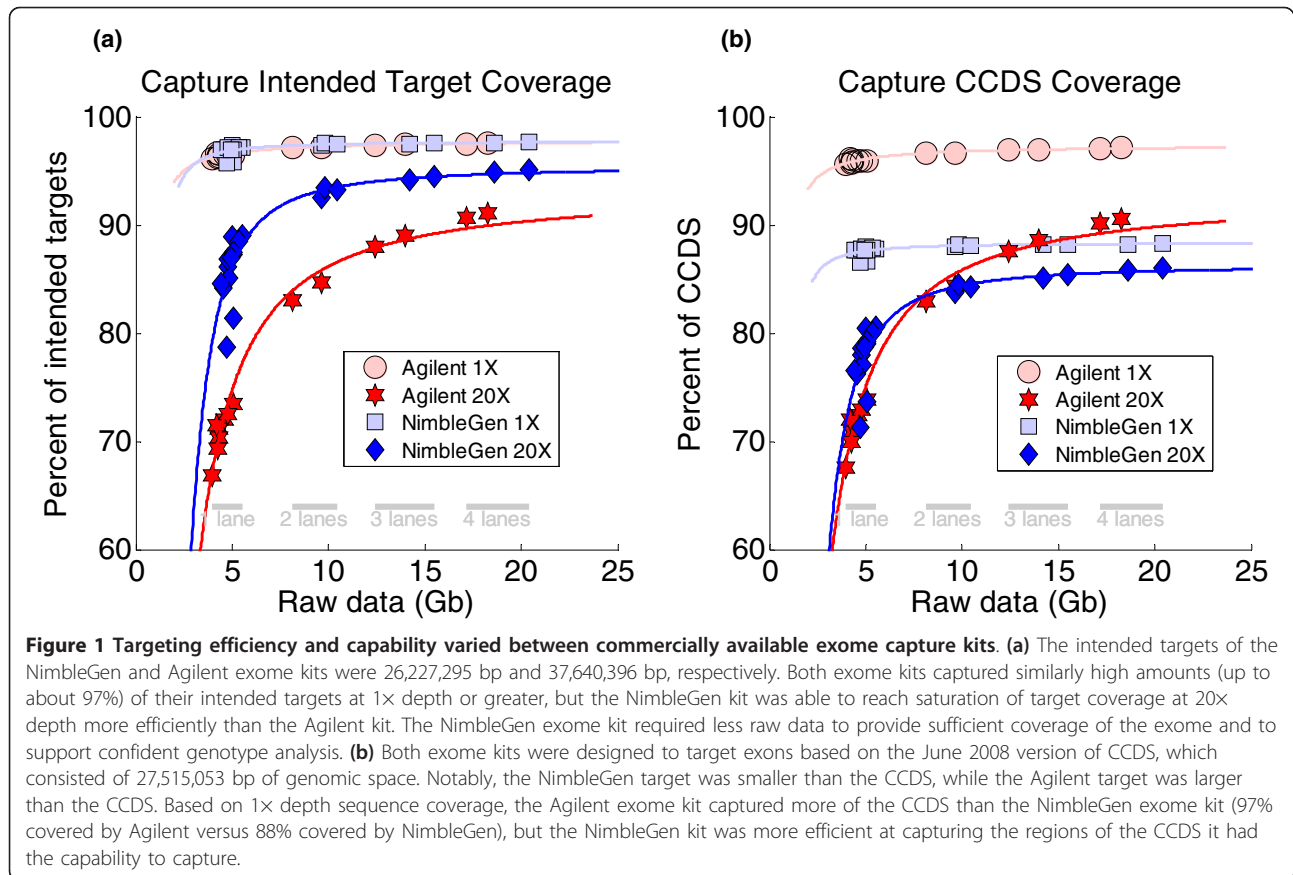 (a)
Capture Intended Target Coverage
Percent of intended targets
100
90
80
70
60
Agilent 1X
Agilent 20X
NimbleGen 1X
NimbleGen 20X
1 lane
2 lanes
3 lanes
4 lanes
0
5
10
15
20
25
Raw data (Gb)
(b)
Capture CCDS Coverage
Percent of CCDS
100
90
80
70
60
Agilent 1X
Agilent 20X
NimbleGen 1X
NimbleGen 20X
lane
2 lanes
3 lanes
4 lanes
0
5
10
15
20
25
Raw data (Gb)
Figure 1 Targeting efficiency and capability varied between commercially available exome capture kits. (a) The intended targets of the
NimbleGen and Agilent exome kits were 26,227,295 bp and 37,640,396 bp, respectively. Both exome kits captured similarly high amounts (up to
about 97%) of their intended targets at 1× depth or greater, but the NimbleGen kit was able to reach saturation of target coverage at 20×
depth more efficiently than the Agilent kit. The NimbleGen exome kit required less raw data to provide sufficient coverage of the exome and to
support confident genotype analysis. (b) Both exome kits were designed to target exons based on the June 2008 version of CCDS, which
consisted of 27,515,053 bp of genomic space. Notably, the NimbleGen target was smaller than the CCDS, while the Agilent target was larger
than the CCDS. Based on 1× depth sequence coverage, the Agilent exome kit captured more of the CCDS than the NimbleGen exome kit (97%
covered by Agilent versus 88% covered by NimbleGen), but the NimbleGen kit was more efficient at capturing the regions of the CCDS it had
the capability to capture.